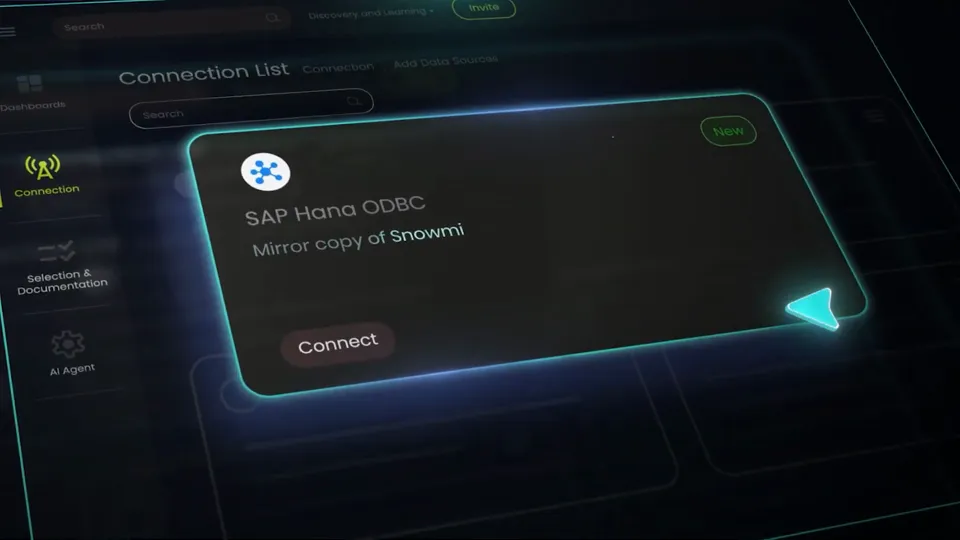 Search
Discovery and Learning
Invite
Dashboards
Connection List
Connection
Add Data Sources
Search
Connection
Selection &
Documentation
AI Agent
New
SAP Hana ODBC
Mirror copy of Snowmi
Connect